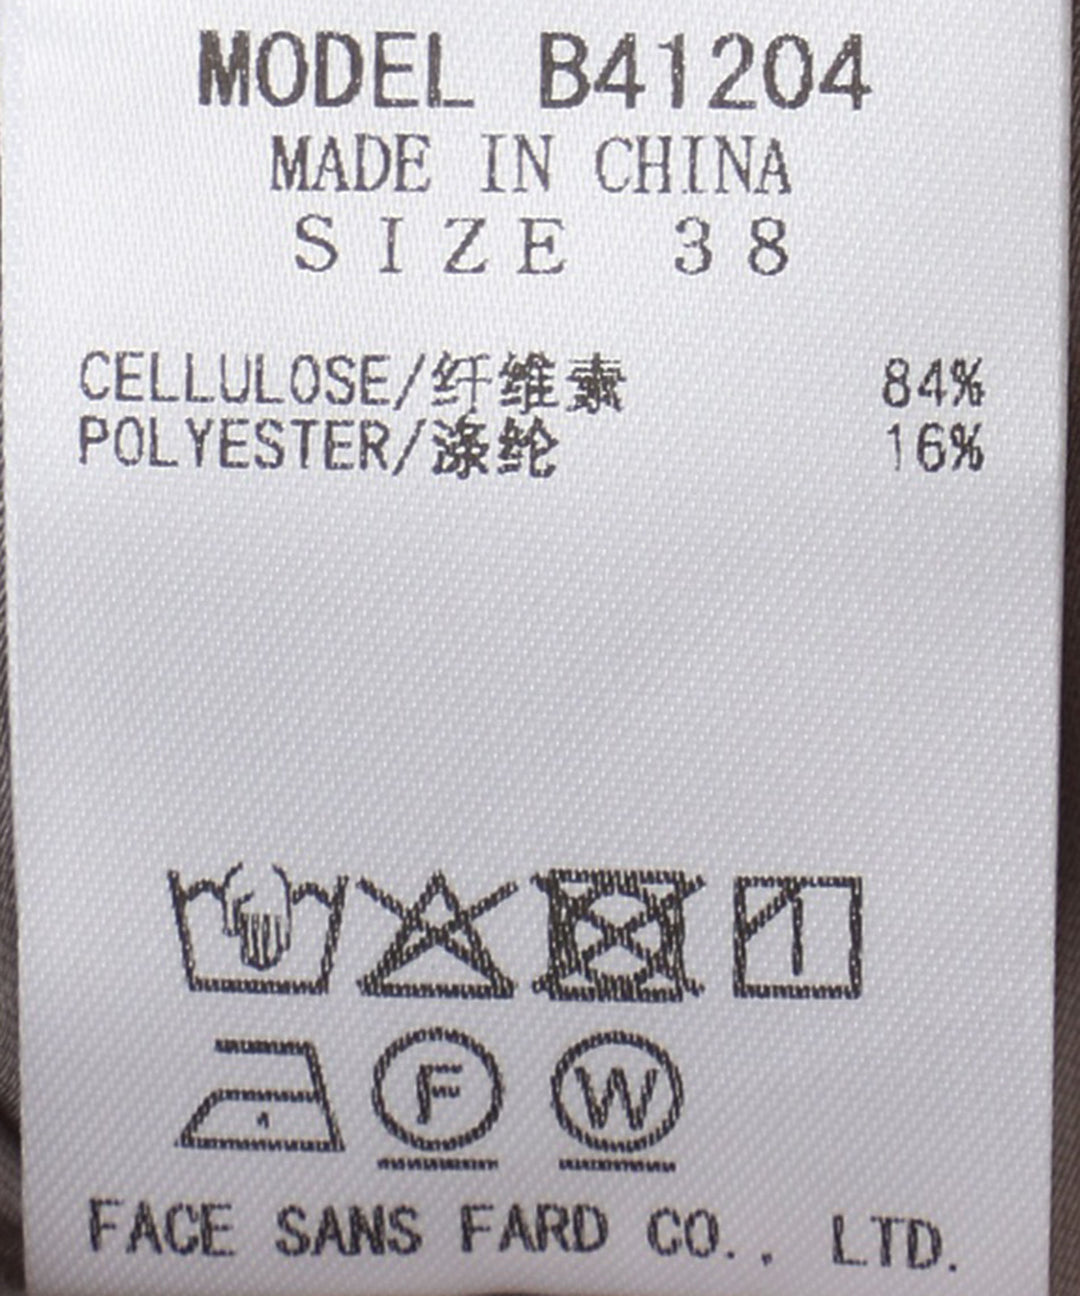 MODEL B41204
MADE IN CHINA
SIZE 38
CELLULOSE/纤维素 84%
POLYESTER/涤纶 16%
F W
FACE SANS FARD CO., LTD.